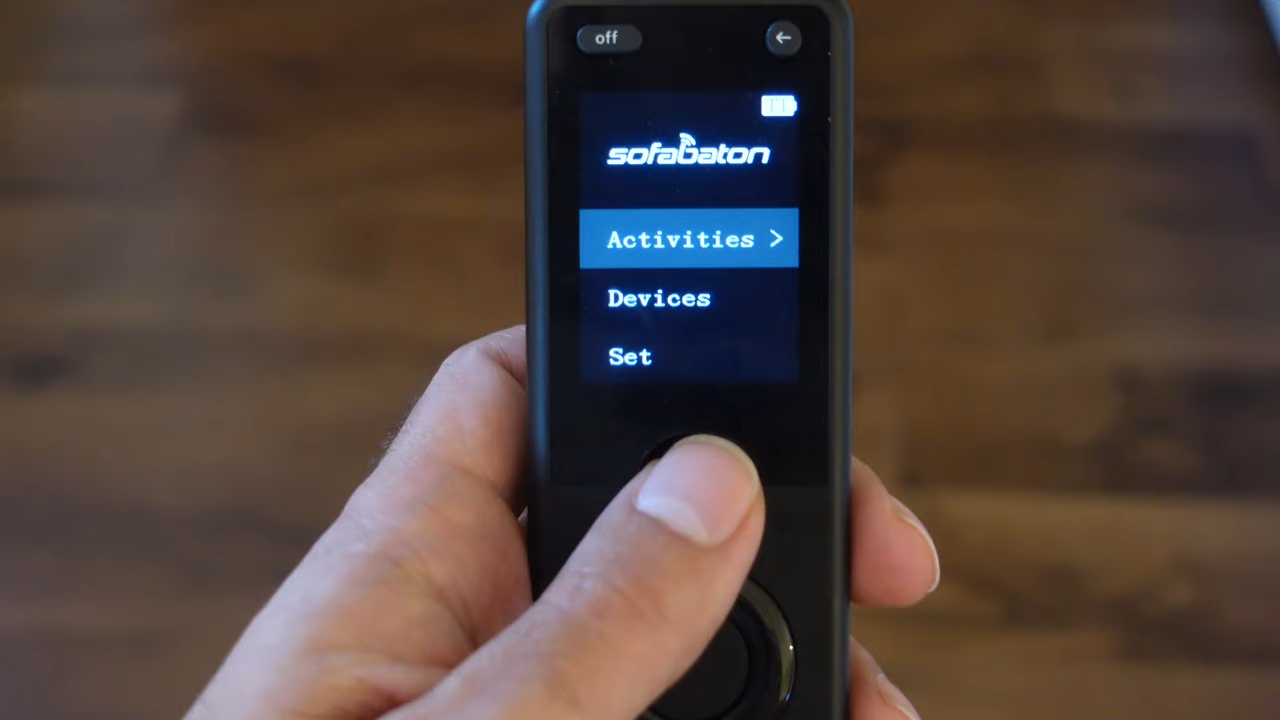 off
sofabaton
Activities >
Devices
Set